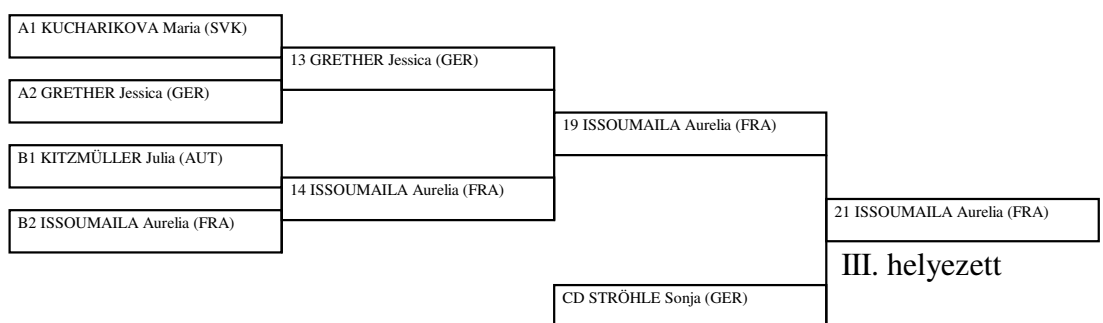 A1 KUCHARIKOVA Maria (SVK)
13 GRETHER Jessica (GER)
A2 GRETHER Jessica (GER)
19 ISSOUMAILA Aurelia (FRA)
B1 KITZMÜLLER Julia (AUT)
14 ISSOUMAILA Aurelia (FRA)
B2 ISSOUMAILA Aurelia (FRA)
21 ISSOUMAILA Aurelia (FRA)
III. helyezett
CD STRÖHLE Sonja (GER)